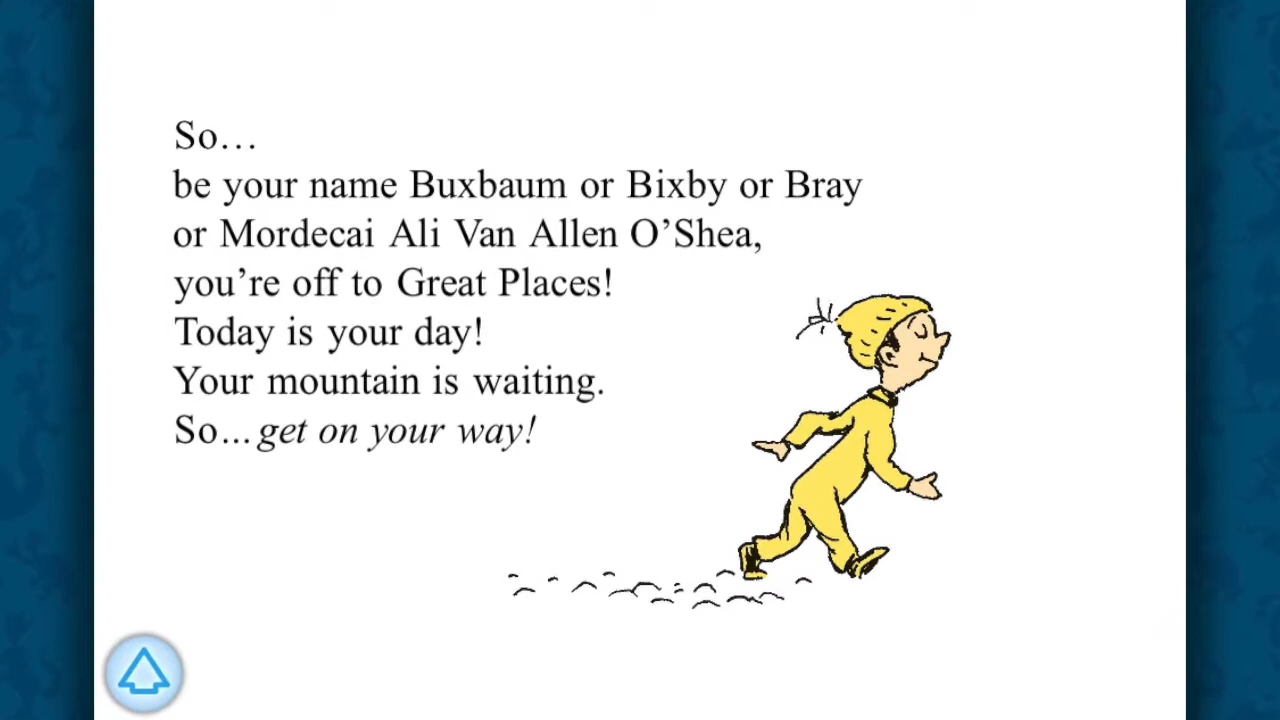 So…
be your name Buxbaum or Bixby or Bray
or Mordecai Ali Van Allen O’Shea,
you’re off to Great Places!
Today is your day!
Your mountain is waiting.
So…get on your way!